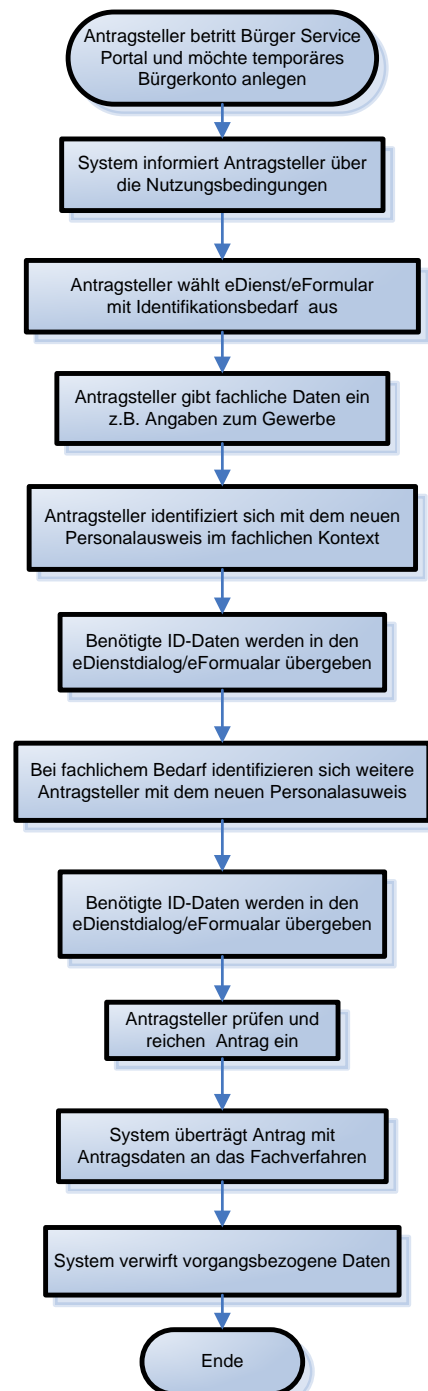 Antragsteller betritt Bürger Service
Portal und möchte temporäres
Bürgerkonto anlegen
System informiert Antragsteller über
die Nutzungsbedingungen
Antragsteller wählt eDienst/eFormular
mit Identifikationsbedarf aus
Antragsteller gibt fachliche Daten ein
z.B. Angaben zum Gewerbe
Antragsteller identifiziert sich mit dem neuen
Personalausweis im fachlichen Kontext
Benötigte ID-Daten werden in den
eDienstdialog/eFormualar übergeben
Bei fachlichem Bedarf identifizieren sich weitere
Antragsteller mit dem neuen Personalasuweis
Benötigte ID-Daten werden in den
eDienstdialog/eFormualar übergeben
Antragsteller prüfen und
reichen Antrag ein
System überträgt Antrag mit
Antragsdaten an das Fachverfahren
System verwirft vorgangsbezogene Daten
Ende